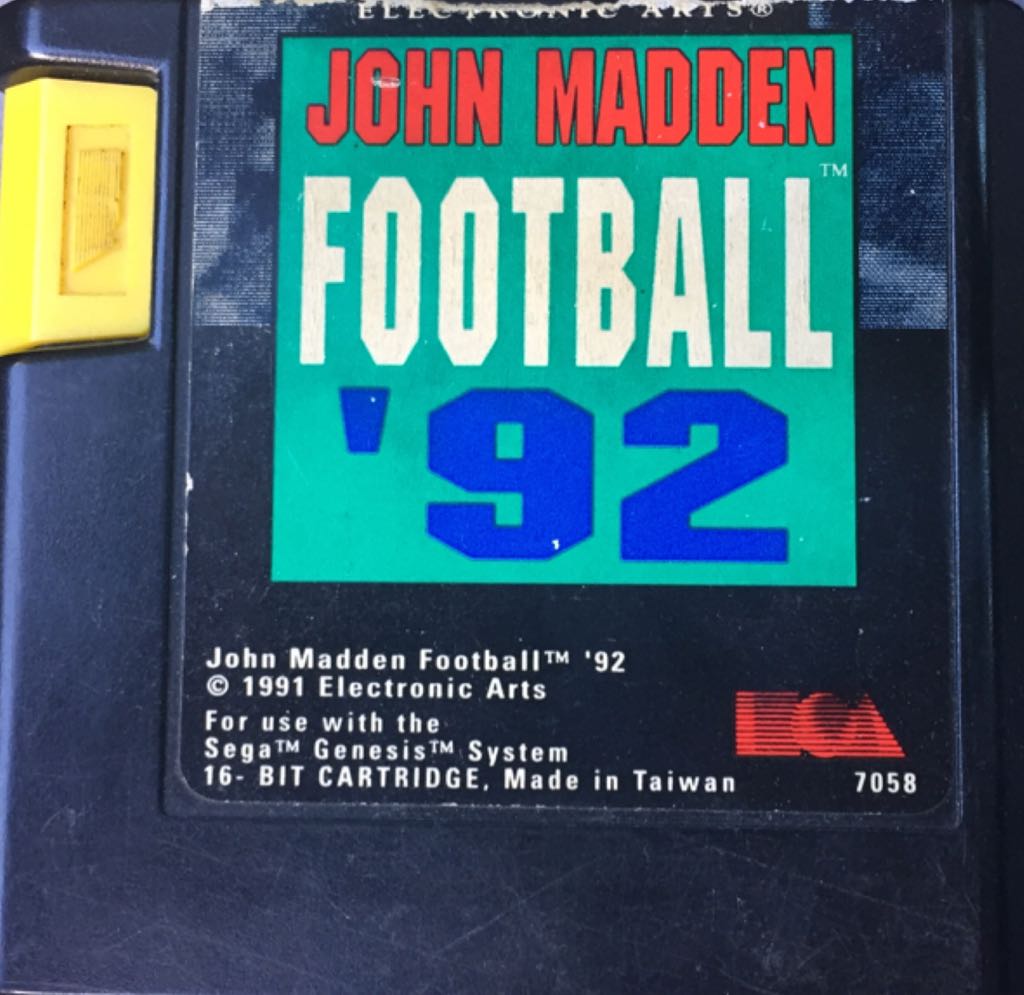 ELECTRONIC ARTS®
JOHN MADDEN
FOOTBALL™
'92
John Madden Football™ '92
© 1991 Electronic Arts
For use with the
Sega™ Genesis™ System
16- BIT CARTRIDGE, Made in Taiwan
EA
7058